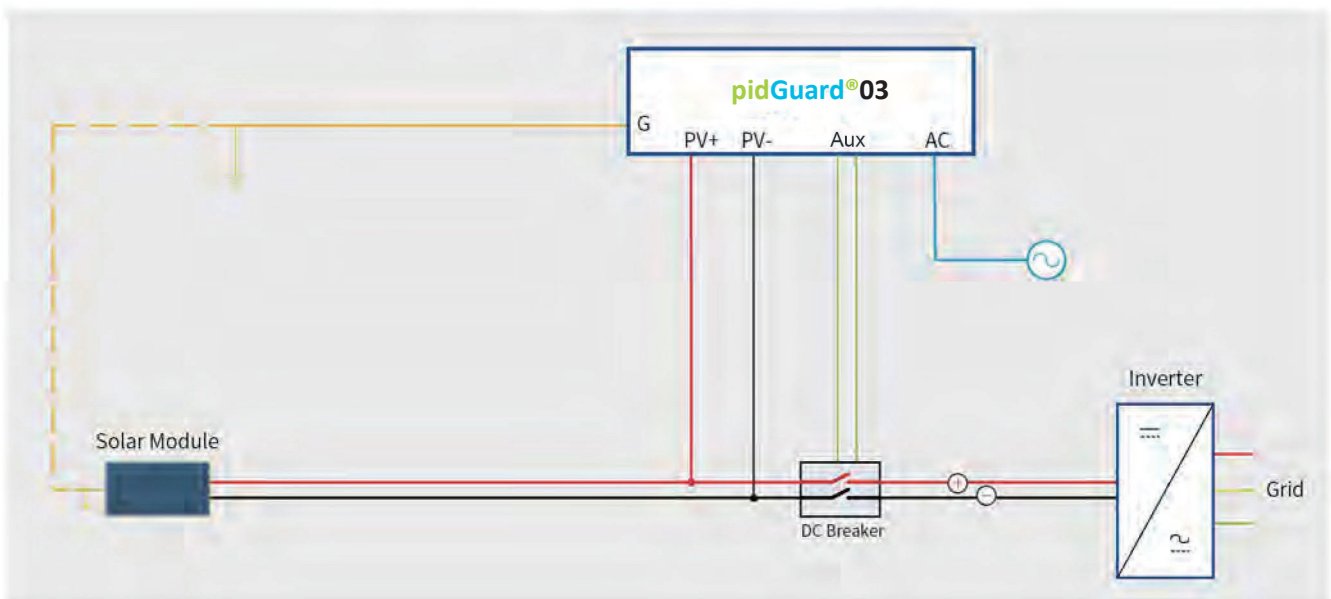 pidGuard®03
G
PV+ PV- Aux AC
Inverter
Solar Module
+
−
Grid
DC Breaker